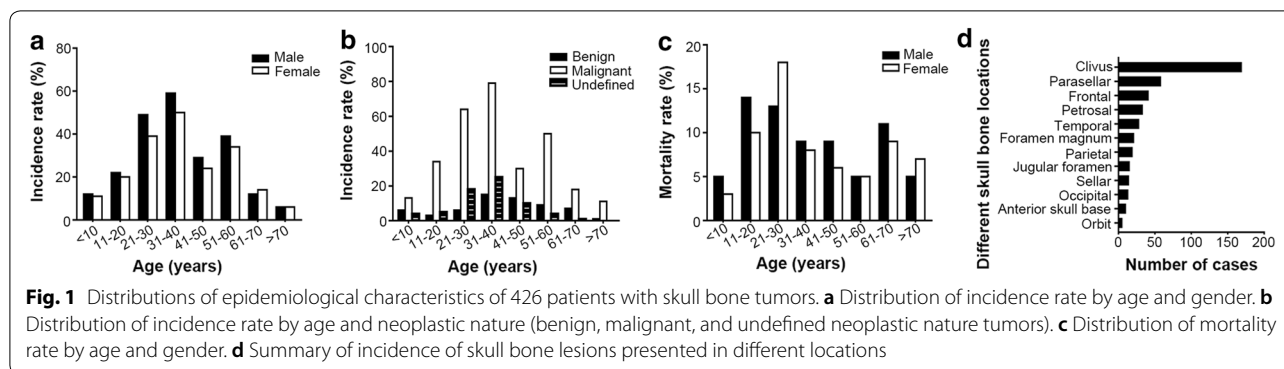 a
80
60
40
20
0
Incidence rate (%)
Male
Female
<10
11-20
21-30
31-40
41-50
51-60
61-70
>70
Age (years)
b
100
80
60
40
20
0
Incidence rate (%)
Benign
Malignant
Undefined
<10
11-20
21-30
31-40
41-50
51-60
61-70
>70
Age (years)
c
20
15
10
5
0
Mortality rate (%)
Male
Female
<10
11-20
21-30
31-40
41-50
51-60
61-70
>70
Age (years)
d
Different skull bone locations
Clivus
Parasellar
Frontal
Petrosal
Temporal
Foramen magnum
Parietal
Jugular foramen
Sellar
Occipital
Anterior skull base
Orbit
0 50 100 150 200
Number of cases
Fig. 1 Distributions of epidemiological characteristics of 426 patients with skull bone tumors. a Distribution of incidence rate by age and gender. b
Distribution of incidence rate by age and neoplastic nature (benign, malignant, and undefined neoplastic nature tumors). c Distribution of mortality
rate by age and gender. d Summary of incidence of skull bone lesions presented in different locations